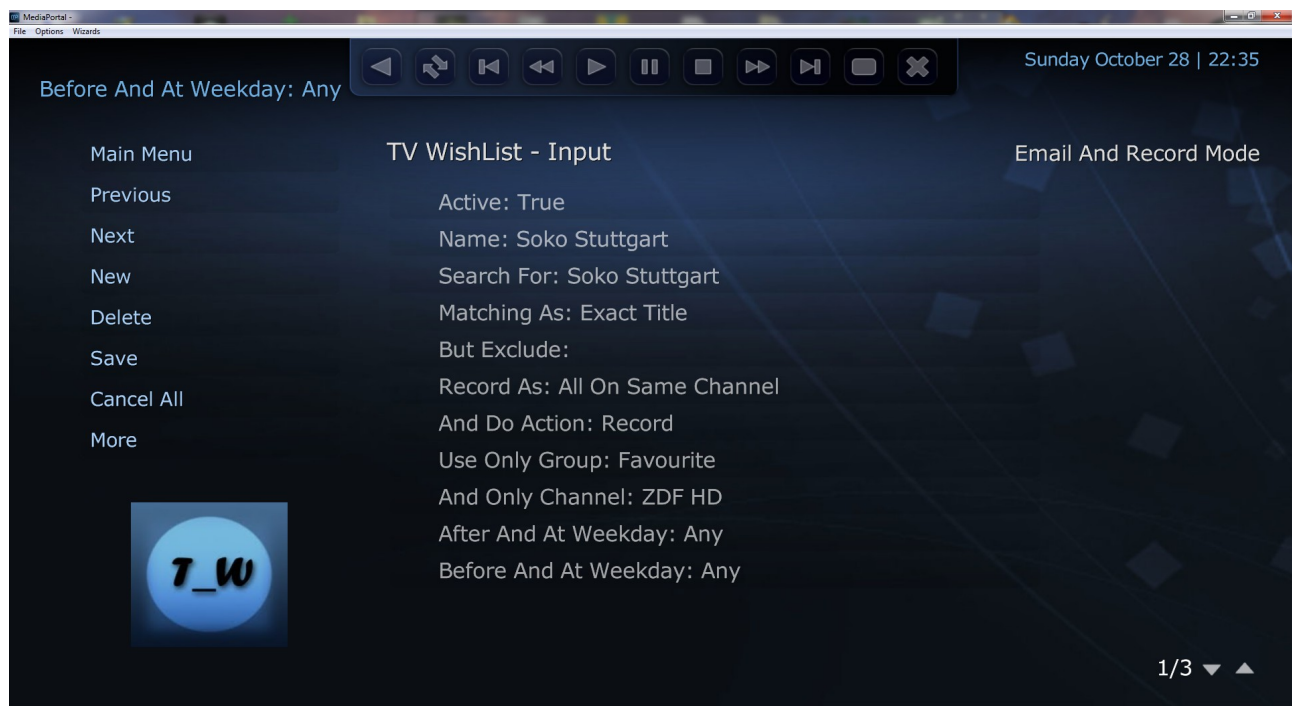 MediaPortal -
File Options Wizards
Sunday October 28 | 22:35
Before And At Weekday: Any
Main Menu
Previous
Next
New
Delete
Save
Cancel All
More
T_W
TV WishList - Input
Email And Record Mode
Active: True
Name: Soko Stuttgart
Search For: Soko Stuttgart
Matching As: Exact Title
But Exclude:
Record As: All On Same Channel
And Do Action: Record
Use Only Group: Favourite
And Only Channel: ZDF HD
After And At Weekday: Any
Before And At Weekday: Any
1/3